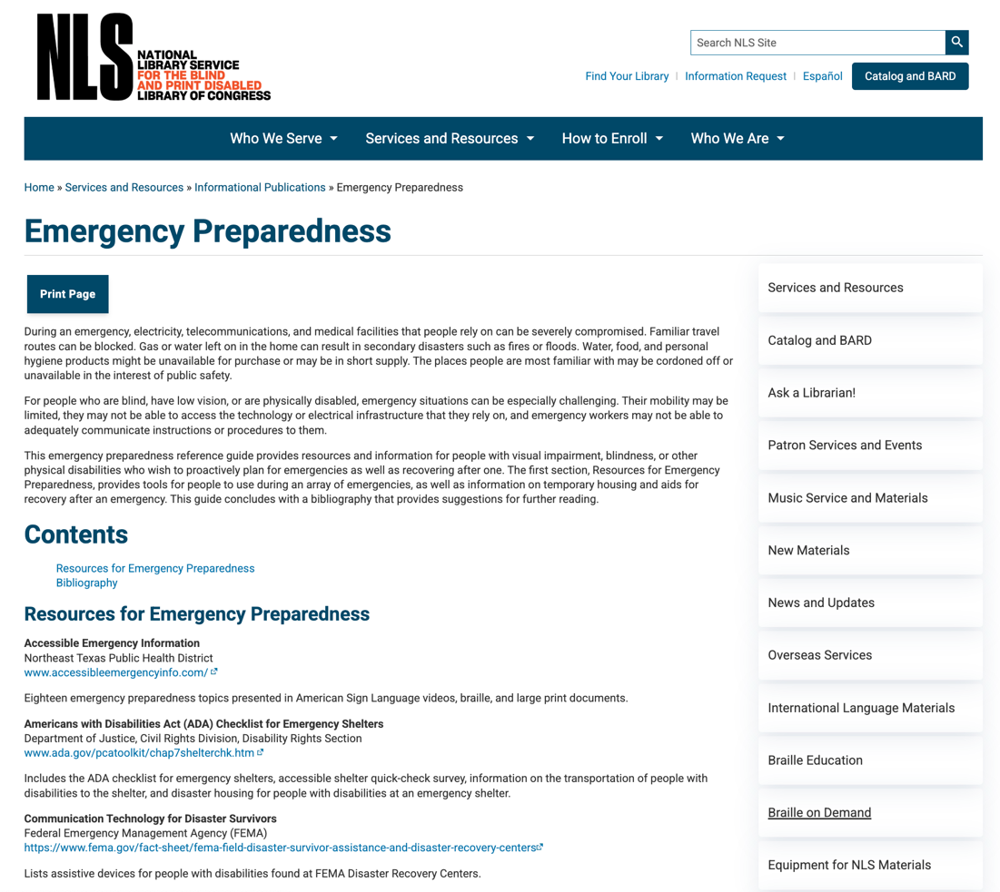 NLS
NATIONAL
LIBRARY SERVICE
FOR THE BLIND
AND PRINT DISABLED
LIBRARY OF CONGRESS
Search NLS Site
Find Your Library | Information Request | Español Catalog and BARD
Who We Serve Services and Resources How to Enroll Who We Are
Home » Services and Resources » Informational Publications » Emergency Preparedness
Emergency Preparedness
Print Page
During an emergency, electricity, telecommunications, and medical facilities that people rely on can be severely compromised. Familiar travel
routes can be blocked. Gas or water left on in the home can result in secondary disasters such as fires or floods. Water, food, and personal
hygiene products might be unavailable for purchase or may be in short supply. The places people are most familiar with may be cordoned off or
unavailable in the interest of public safety.
For people who are blind, have low vision, or are physically disabled, emergency situations can be especially challenging. Their mobility may be
limited, they may not be able to access the technology or electrical infrastructure that they rely on, and emergency workers may not be able to
adequately communicate instructions or procedures to them.
This emergency preparedness reference guide provides resources and information for people with visual impairment, blindness, or other
physical disabilities who wish to proactively plan for emergencies as well as recovering after one. The first section, Resources for Emergency
Preparedness, provides tools for people to use during an array of emergencies, as well as information on temporary housing and aids for
recovery after an emergency. This guide concludes with a bibliography that provides suggestions for further reading.
Contents
Resources for Emergency Preparedness
Bibliography
Resources for Emergency Preparedness
Accessible Emergency Information
Northeast Texas Public Health District
www.accessibleemergencyinfo.com/
Eighteen emergency preparedness topics presented in American Sign Language videos, braille, and large print documents.
Americans with Disabilities Act (ADA) Checklist for Emergency Shelters
Department of Justice, Civil Rights Division, Disability Rights Section
www.ada.gov/pcatoolkit/chap7shelterchk.htm
Includes the ADA checklist for emergency shelters, accessible shelter quick-check survey, information on the transportation of people with
disabilities to the shelter, and disaster housing for people with disabilities at an emergency shelter.
Communication Technology for Disaster Survivors
Federal Emergency Management Agency (FEMA)
https://www.fema.gov/fact-sheet/fema-field-disaster-survivor-assistance-and-disaster-recovery-centers
Lists assistive devices for people with disabilities found at FEMA Disaster Recovery Centers.
Services and Resources
Catalog and BARD
Ask a Librarian!
Patron Services and Events
Music Service and Materials
New Materials
News and Updates
Overseas Services
International Language Materials
Braille Education
Braille on Demand
Equipment for NLS Materials